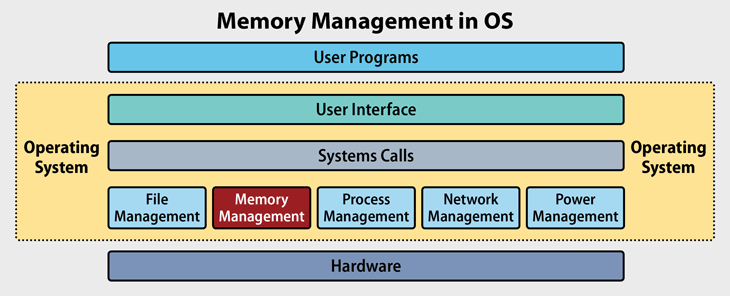 Memory Management in OS
User Programs
User Interface
Operating
System
Systems Calls
Operating
System
File
Management
Memory
Management
Process
Management
Network
Management
Power
Management
Hardware